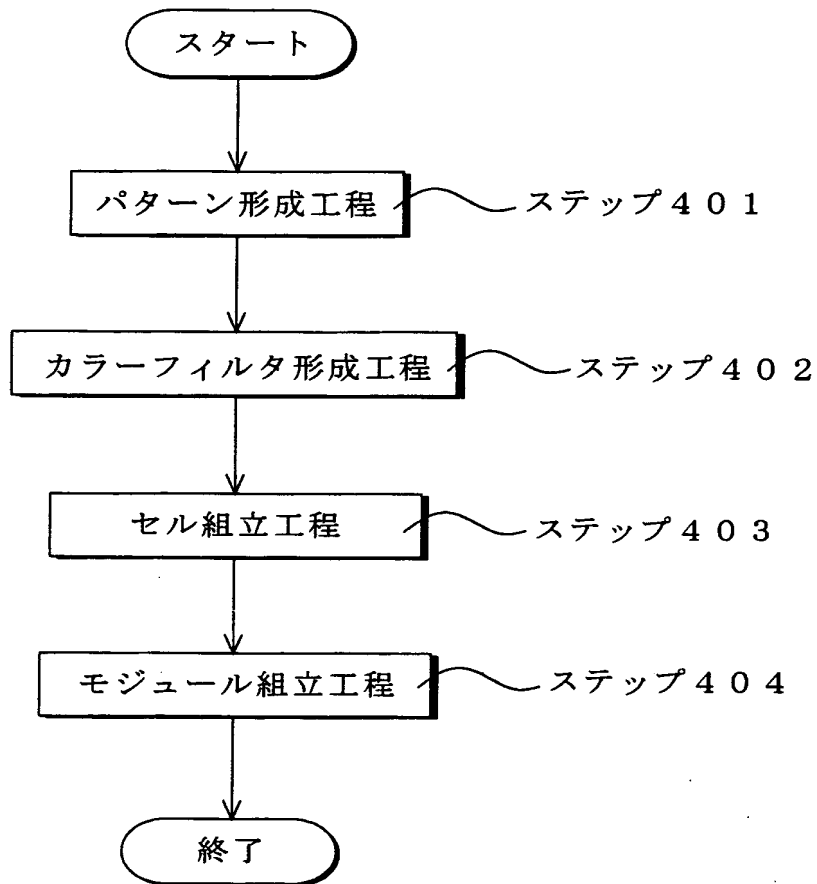 スタート
パターン形成工程
ステップ４０１
カラーフィルタ形成工程
ステップ４０２
セル組立工程
ステップ４０３
モジュール組立工程
ステップ４０４
終了